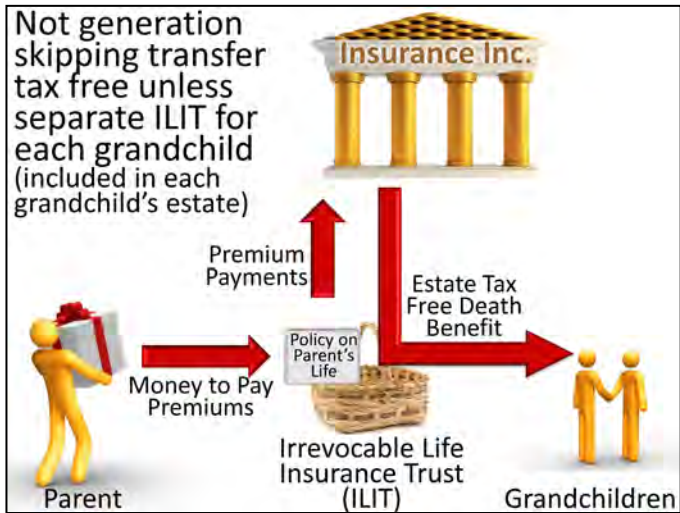 Not generation
skipping transfer
tax free unless
separate ILIT for
each grandchild
(included in each
grandchild's estate)
Insurance Inc.
Premium
Payments
Estate Tax
Free Death
Benefit
Policy on
Parent's
Life
Money to Pay
Premiums
Irrevocable Life
Insurance Trust
(ILIT)
Parent
Grandchildren